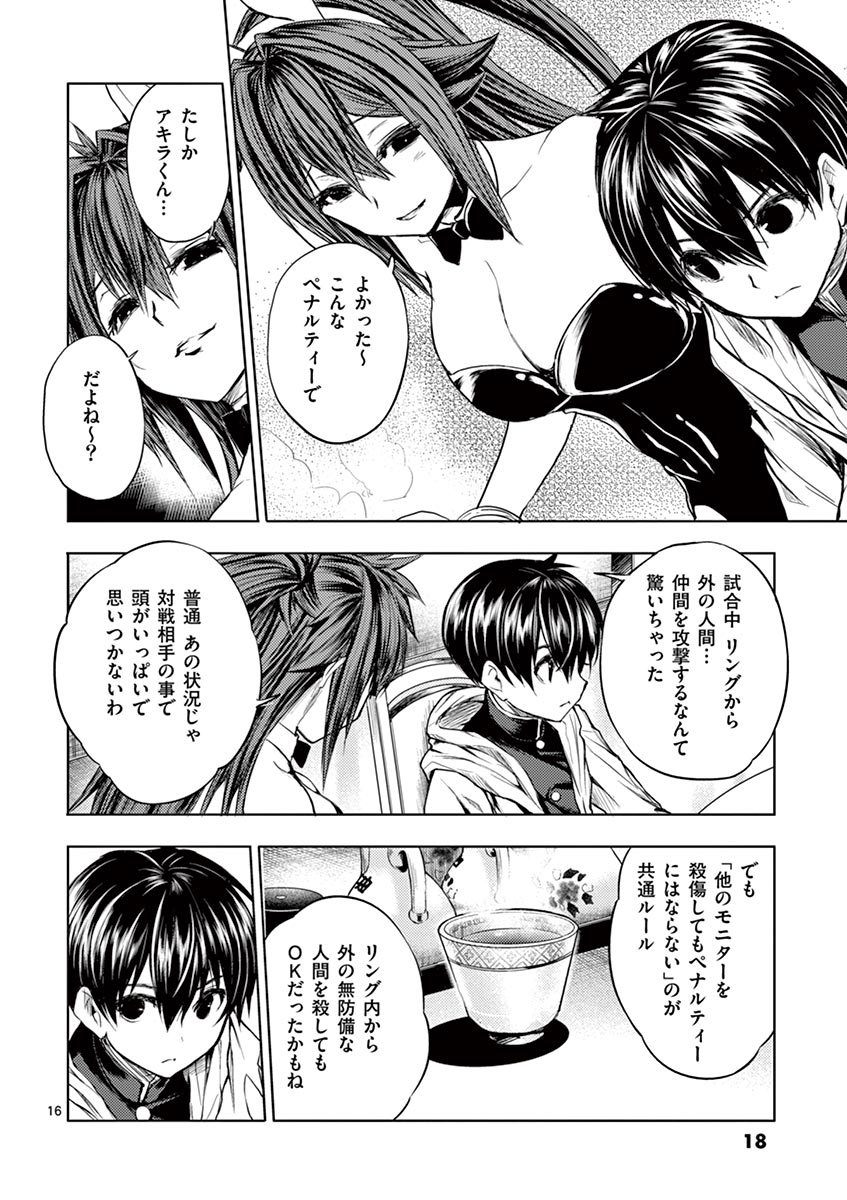 よかった～
こんな
ペナルティーで
たしか
アキラくん…
だよね～？
試合中 リングから
外の人間…
仲間を攻撃するなんて
驚いちゃった
普通 あの状況じゃ
対戦相手の事で
頭がいっぱいで
思いつかないわ
でも
「他のモニターを
殺傷してもペナルティー
にはならない」のが
共通ルール
リング内から
外の無防備な
人間を殺しても
OKだったかもね
16
18